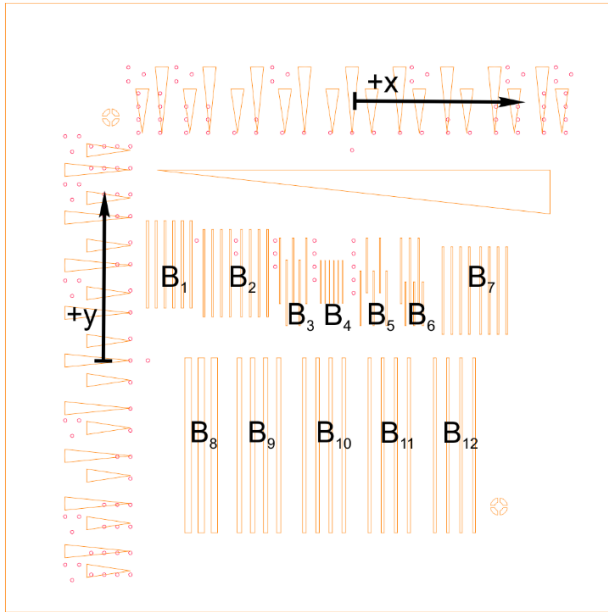 +x
B₁ B₂ B₃ B₄ B₅ B₆ B₇
+y
B₈ B₉ B₁₀ B₁₁ B₁₂